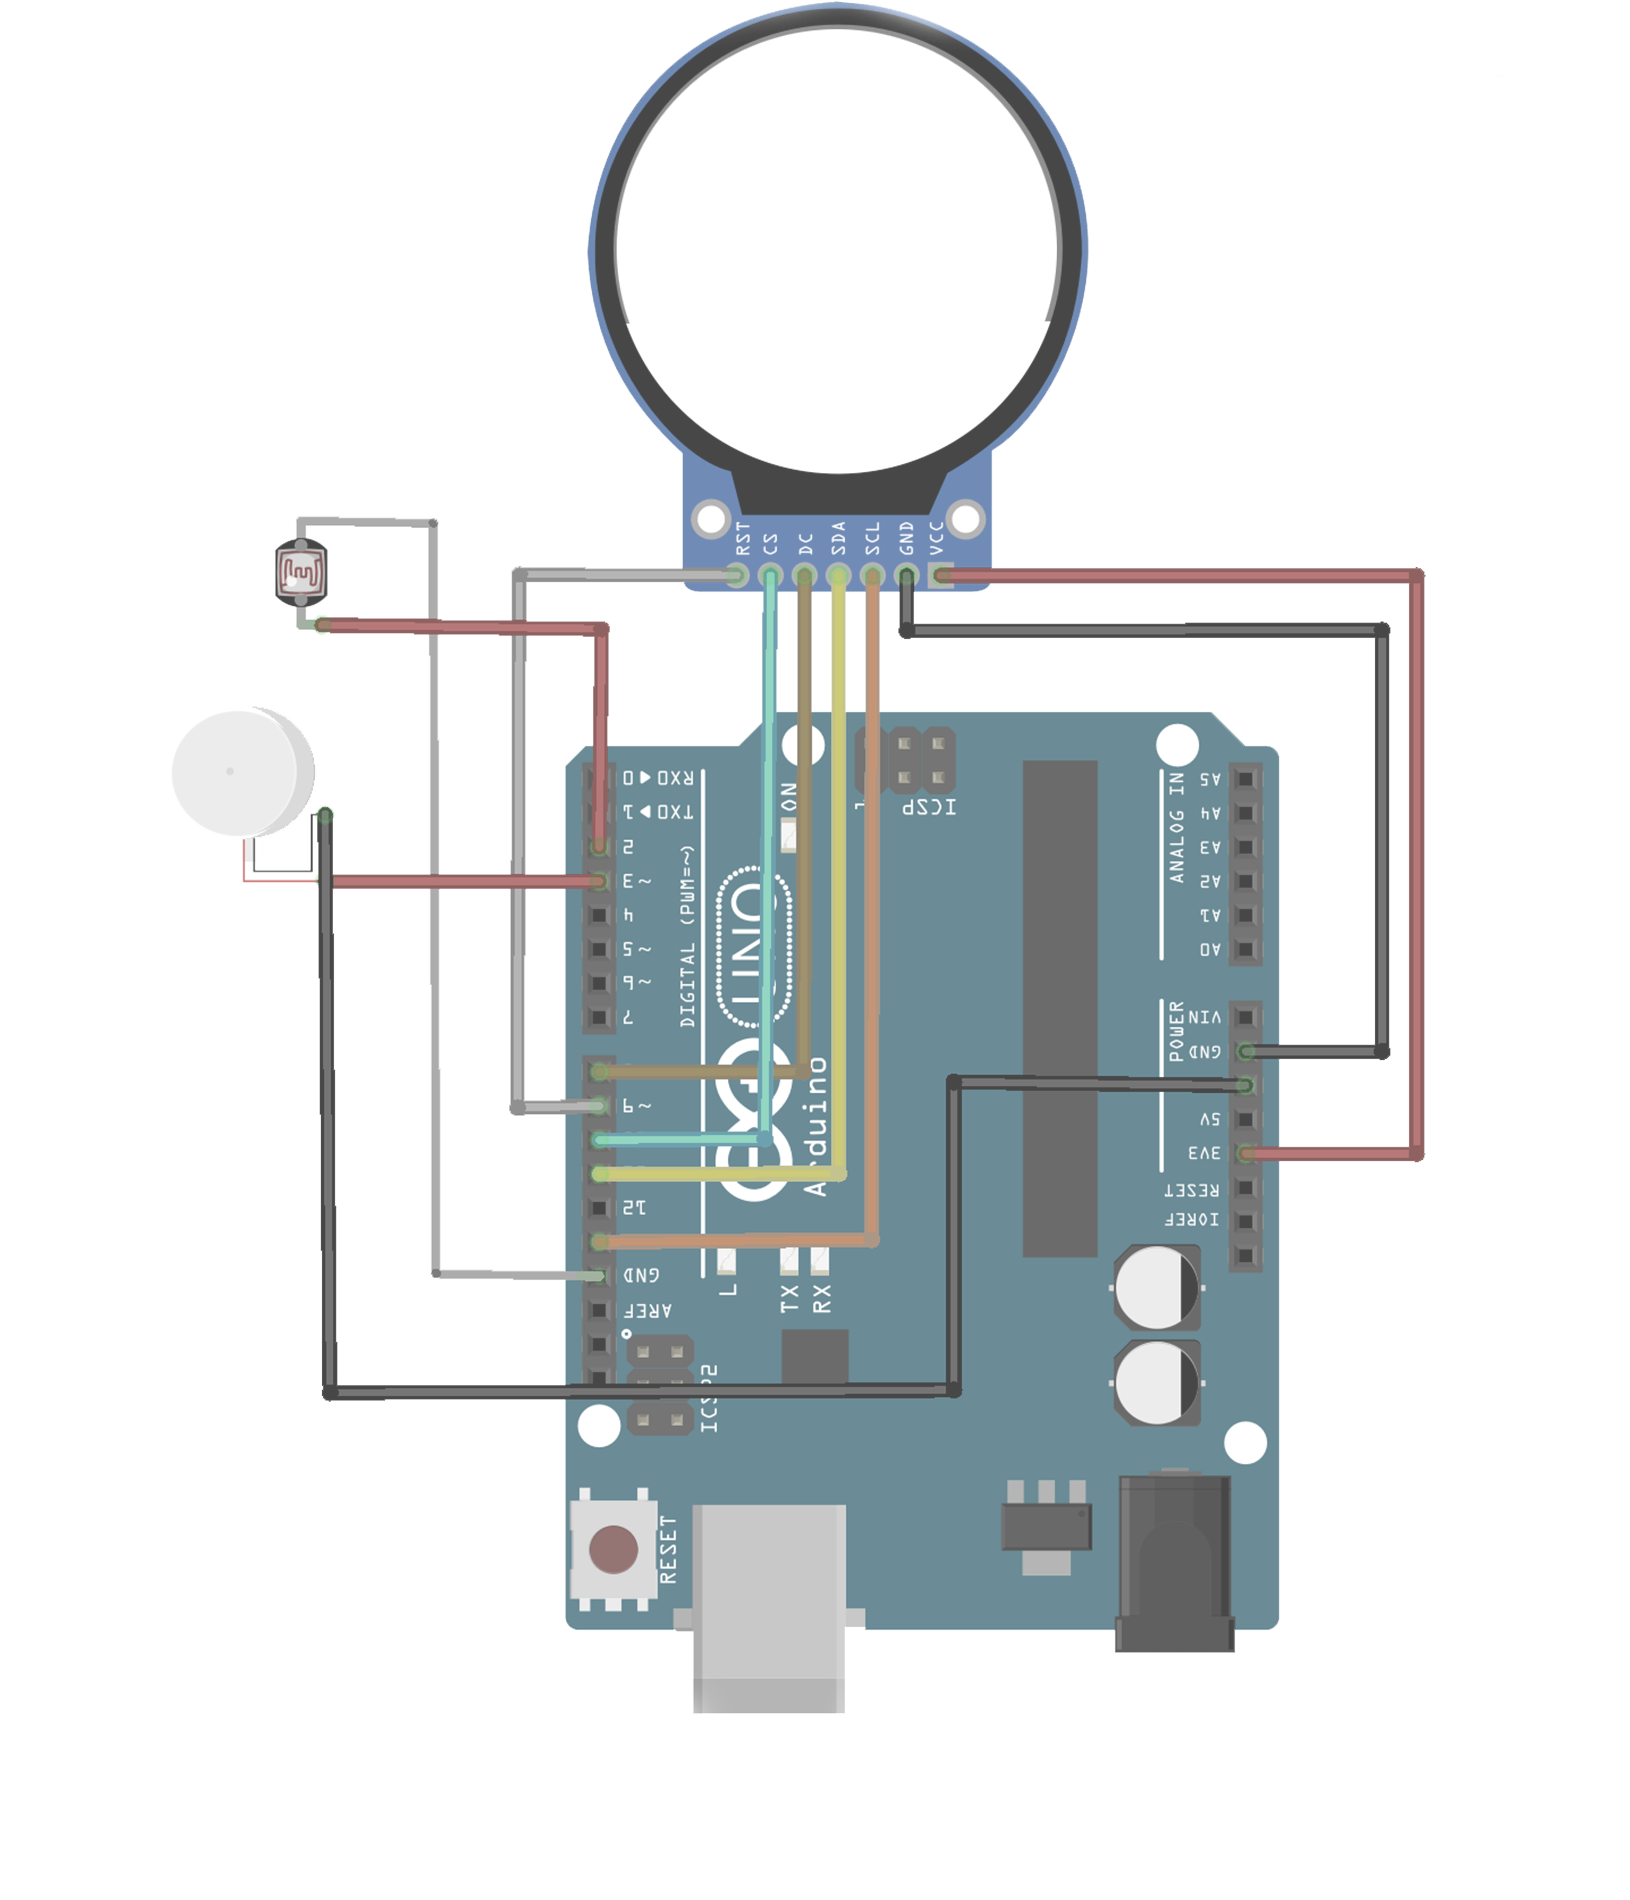 RST
CS
DC
SDA
SCL
GND
VCC
ON
1
ICSP
0◄RX0
1►TX0
2
3~
4
5~
6~
7
DIGITAL (PWM=~)
UNO
Arduino
9~
12
GND
AREF
L
TX
RX
RESET
ANALOG IN
A5
A4
A3
A2
A1
A0
POWER
VIN
GND
5V
3V3
RESET
IOREF